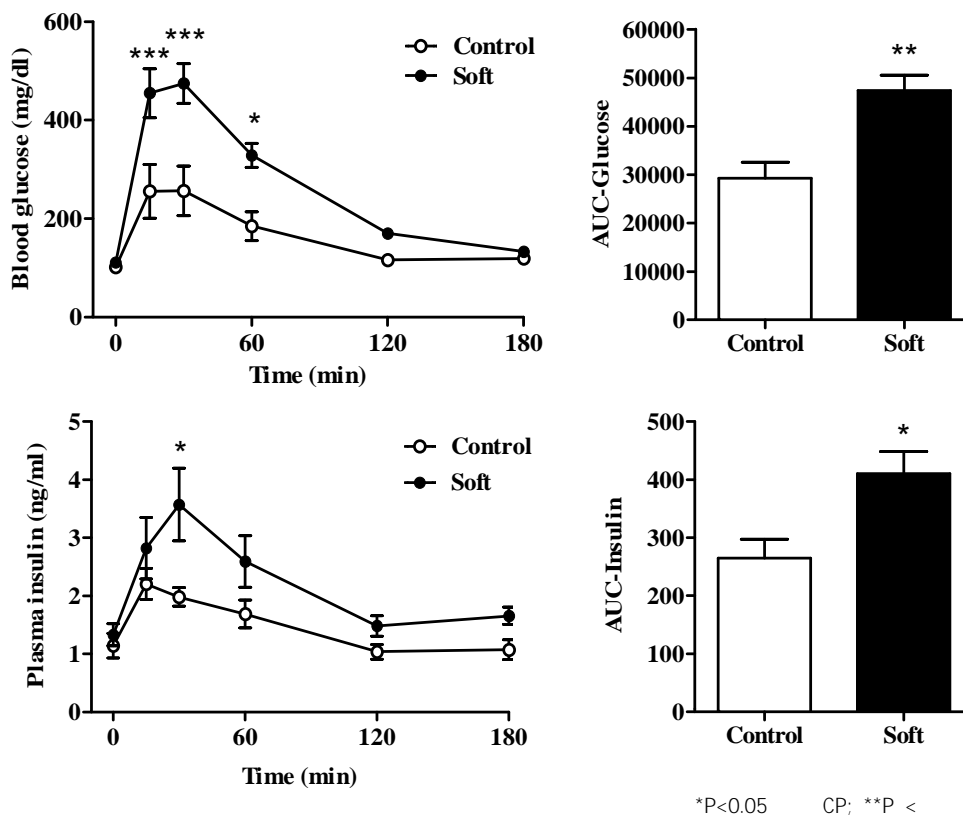 Blood glucose (mg/dl)
600
400
200
0
***
***
*
Control
Soft
0 60 120 180
Time (min)
AUC-Glucose
60000
50000
40000
30000
20000
10000
0
**
Control Soft
Plasma insulin (ng/ml)
5
4
3
2
1
0
*
Control
Soft
0 60 120 180
Time (min)
AUC-Insulin
500
400
300
200
100
0
*
Control Soft
*P<0.05 CP; **P <